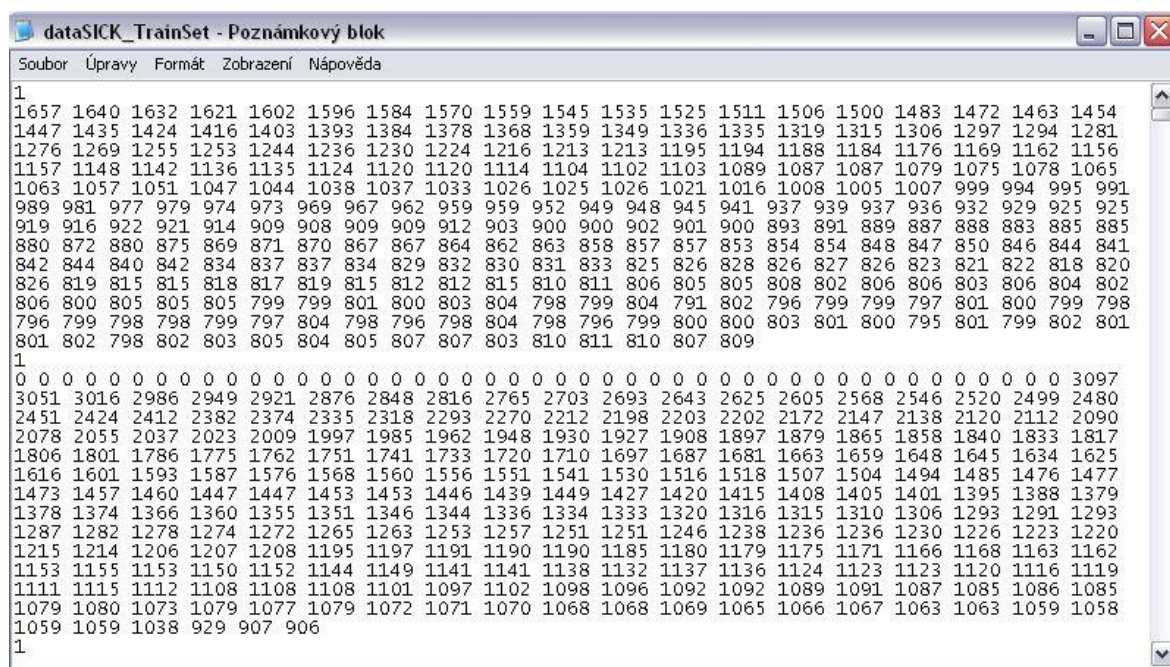 dataSICK_TrainSet - Poznámkový blok
Soubor Úpravy Formát Zobrazení Nápověda
1
1657 1640 1632 1621 1602 1596 1584 1570 1559 1545 1535 1525 1511 1506 1500 1483 1472 1463 1454
1447 1435 1424 1416 1403 1393 1384 1378 1368 1359 1349 1336 1335 1319 1315 1306 1297 1294 1281
1276 1269 1255 1253 1244 1236 1230 1224 1216 1213 1213 1195 1194 1188 1184 1176 1169 1162 1156
1157 1148 1142 1136 1135 1124 1120 1120 1114 1104 1102 1103 1089 1087 1087 1079 1075 1078 1065
1063 1057 1051 1047 1044 1038 1037 1033 1026 1025 1026 1021 1016 1008 1005 1007 999 994 995 991
989 981 977 979 974 973 969 967 962 959 959 952 949 948 945 941 937 939 937 936 932 929 925 925
919 916 922 921 914 909 908 909 909 912 903 900 900 902 901 900 893 891 889 887 888 883 885 885
880 872 880 875 869 871 870 867 867 864 862 863 858 857 857 853 854 854 848 847 850 846 844 841
842 844 840 842 834 837 837 834 829 832 830 831 833 825 826 828 826 827 826 823 821 822 818 820
826 819 815 815 818 817 819 815 812 812 815 810 811 806 805 805 808 802 806 806 803 806 804 802
806 800 805 805 805 799 799 801 800 803 804 798 799 804 791 802 796 799 799 797 801 800 799 798
796 799 798 798 799 797 804 798 796 798 804 798 796 799 800 800 803 801 800 795 801 799 802 801
801 802 798 802 803 805 804 805 807 807 803 810 811 810 807 809
1
0 0 0 0 0 0 0 0 0 0 0 0 0 0 0 0 0 0 0 0 0 0 0 0 0 0 0 0 0 0 0 0 0 0 0 0 0 0 0 0 0 0 0 0 0 3097
3051 3016 2986 2949 2921 2876 2848 2816 2765 2703 2693 2643 2625 2605 2568 2546 2520 2499 2480
2451 2424 2412 2382 2374 2335 2318 2293 2270 2212 2198 2203 2202 2172 2147 2138 2120 2112 2090
2078 2055 2037 2023 2009 1997 1985 1962 1948 1930 1927 1908 1897 1879 1865 1858 1840 1833 1817
1806 1801 1786 1775 1762 1751 1741 1733 1720 1710 1697 1687 1681 1663 1659 1648 1645 1634 1625
1616 1601 1593 1587 1576 1568 1560 1556 1551 1541 1530 1516 1518 1507 1504 1494 1485 1476 1477
1473 1457 1460 1447 1447 1453 1453 1446 1439 1449 1427 1420 1415 1408 1405 1401 1395 1388 1379
1378 1374 1366 1360 1355 1351 1346 1344 1336 1334 1333 1320 1316 1315 1310 1306 1293 1291 1293
1287 1282 1278 1274 1272 1265 1263 1253 1257 1251 1251 1246 1238 1236 1236 1230 1226 1223 1220
1215 1214 1206 1207 1208 1195 1197 1191 1190 1190 1185 1180 1179 1175 1171 1166 1168 1163 1162
1153 1155 1153 1150 1152 1144 1149 1141 1141 1138 1132 1137 1136 1124 1123 1123 1120 1116 1119
1111 1115 1112 1108 1108 1108 1101 1097 1102 1098 1096 1092 1092 1089 1091 1087 1085 1086 1085
1079 1080 1073 1079 1077 1079 1072 1071 1070 1068 1068 1069 1065 1066 1067 1063 1063 1059 1058
1059 1059 1038 929 907 906
1